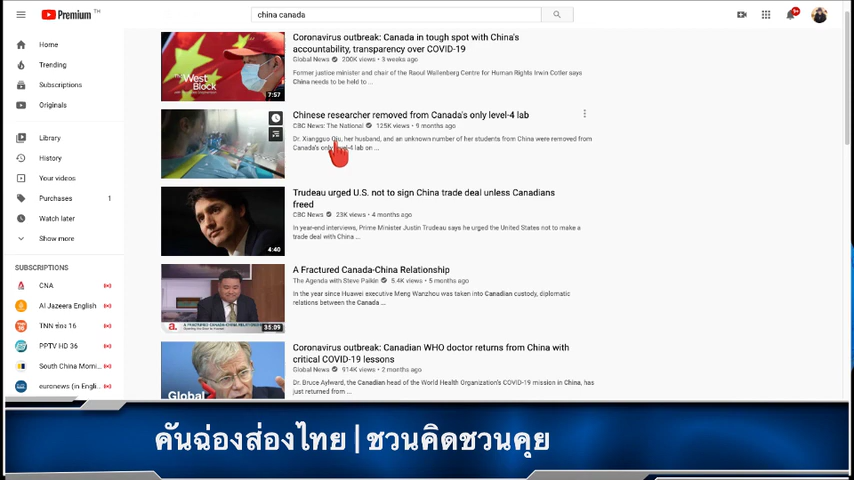 Premium TH
china canada
9+
Home
Trending
Subscriptions
Originals
Library
History
Your videos
Purchases 1
Watch later
Show more
SUBSCRIPTIONS
CNA
Al Jazeera English
TNN ช่อง 16
PPTV HD 36
South China Morni...
euronews (in Engli...
The West Block
7:57
Coronavirus outbreak: Canada in tough spot with China's
accountability, transparency over COVID-19
Global News 200K views • 3 weeks ago
Former justice minister and chair of the Raoul Wallenberg Centre for Human Rights Irwin Cotler says
China needs to be held to ...
Chinese researcher removed from Canada's only level-4 lab
CBC News: The National 125K views • 9 months ago
Dr. Xiangguo Qiu, her husband, and an unknown number of her students from China were removed from
Canada's only level-4 lab on ...
4:40
Trudeau urged U.S. not to sign China trade deal unless Canadians
freed
CBC News 23K views • 4 months ago
In year-end interviews, Prime Minister Justin Trudeau says he urged the United States not to make a
trade deal with China ...
a.
A FRACTURED CANADA-CHINA RELATIONSHIP
35:09
A Fractured Canada-China Relationship
The Agenda with Steve Paikin 5.4K views • 5 months ago
In the year since Huawei executive Meng Wanzhou was taken into Canadian custody, diplomatic
relations between the Canada ...
Global
Coronavirus outbreak: Canadian WHO doctor returns from China with
critical COVID-19 lessons
Global News 914K views • 2 months ago
Dr. Bruce Aylward, the Canadian head of the World Health Organization's COVID-19 mission in China, has
just returned from ...
คันฉ่องส่องไทย | ชวนคิดชวนคุย